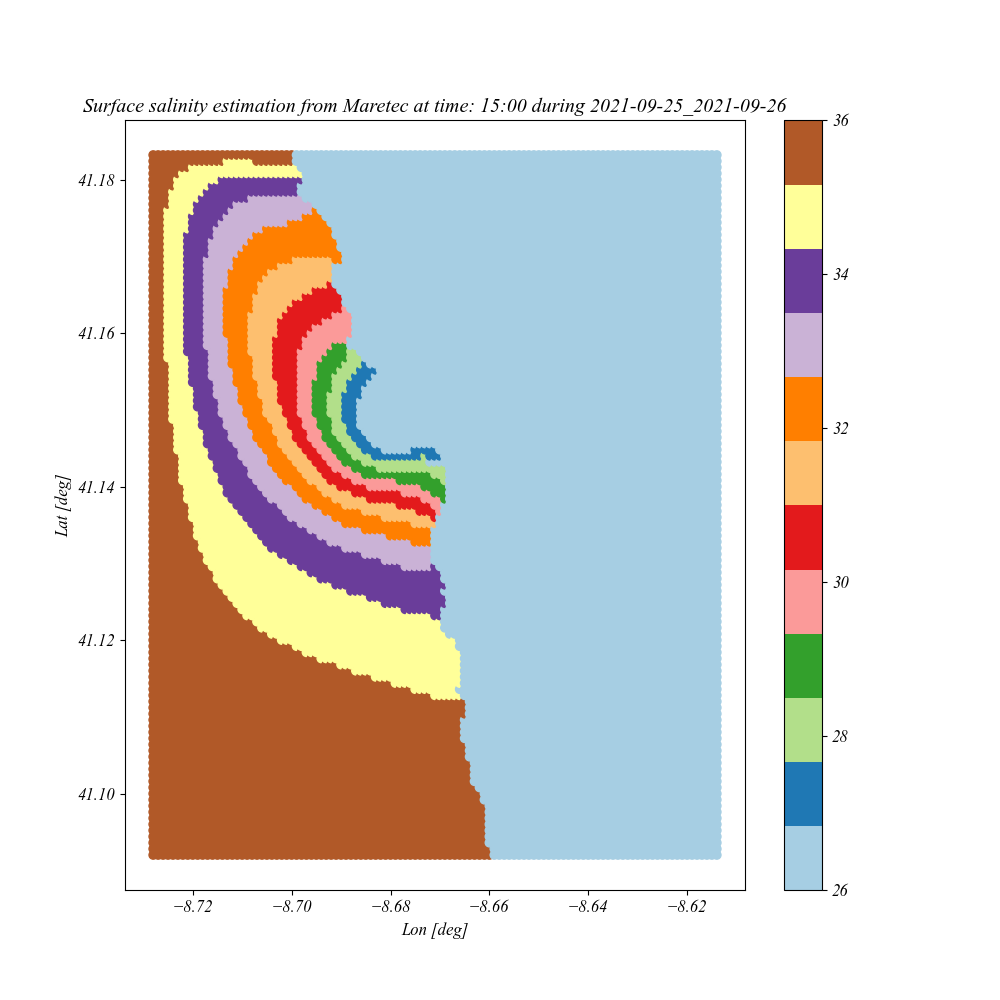 Surface salinity estimation from Maretec at time: 15:00 during 2021-09-25_2021-09-26
36
34
32
30
28
26
41.18
41.16
41.14
41.12
41.10
Lat [deg]
−8.72 −8.70 −8.68 −8.66 −8.64 −8.62
Lon [deg]